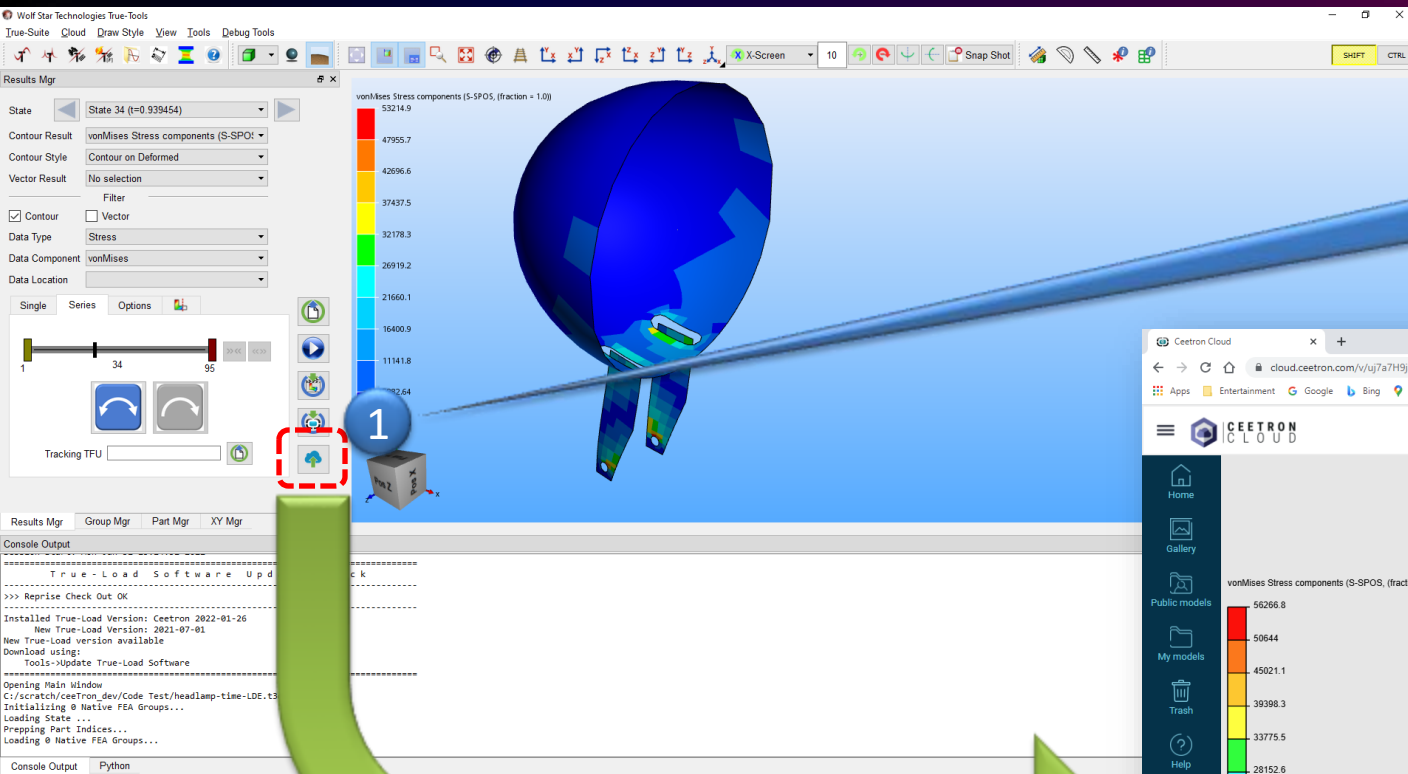 Wolf Star Technologies True-Tools
True-Suite Cloud Draw Style View Tools Debug Tools
X-Screen 10 Snap Shot SHIFT CTRL
Results Mgr
State State 34 (t=0.939454)
Contour Result vonMises Stress components (S-SPOS
Contour Style Contour on Deformed
Vector Result No selection
Filter
Contour Vector
Data Type Stress
Data Component vonMises
Data Location
Single Series Options
1 34 95
Tracking TFU
Results Mgr Group Mgr Part Mgr XY Mgr
vonMises Stress components (S-SPOS, (fraction = 1.0))
53214.9
47955.7
42696.6
37437.5
32178.3
26919.2
21660.1
16400.9
11141.8
1
Pos Z Pos X
z x
Console Output
True-Load Software Upd ck
>>> Reprise Check Out OK
Installed True-Load Version: Ceetron 2022-01-26
New True-Load Version: 2021-07-01
New True-Load version available
Download using:
Tools->Update True-Load Software
Opening Main Window
C:/scratch/ceeTron_dev/Code Test/headlamp-time-LDE.t3
Initializing 0 Native FEA Groups...
Loading State ...
Prepping Part Indices...
Loading 0 Native FEA Groups...
Console Output Python
Ceetron Cloud
cloud.ceetron.com/v/uj7a7H9j
Apps Entertainment Google Bing
CEETRON
CLOUD
Home
Gallery
Public models
My models
Trash
Help
vonMises Stress components (S-SPOS, (fract
56266.8
50644
45021.1
39398.3
33775.5
28152.6